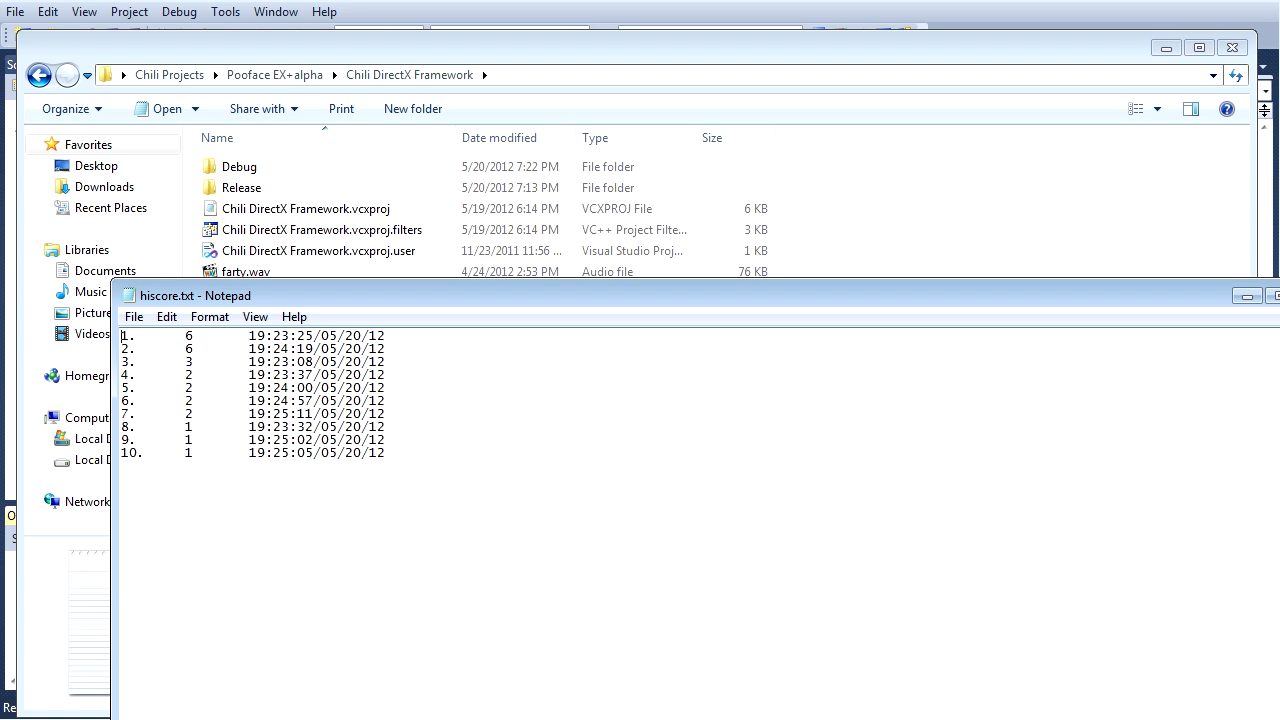 File Edit View Project Debug Tools Window Help
Chili Projects Pooface EX+alpha Chili DirectX Framework
Organize Open Share with Print New folder
Name Date modified Type Size
Favorites
Desktop
Downloads
Recent Places
Libraries
Documents
Music
Picture
Videos
Homegr
Comput
Local D
Local D
Network
Debug 5/20/2012 7:22 PM File folder
Release 5/20/2012 7:13 PM File folder
Chili DirectX Framework.vcxproj 5/19/2012 6:14 PM VCXPROJ File 6 KB
Chili DirectX Framework.vcxproj.filters 5/19/2012 6:14 PM VC++ Project Filte... 3 KB
Chili DirectX Framework.vcxproj.user 11/23/2011 11:56 ... Visual Studio Proj... 1 KB
farty.wav 4/24/2012 2:53 PM Audio file 76 KB
hiscore.txt - Notepad
File Edit Format View Help
1. 6 19:23:25/05/20/12
2. 6 19:24:19/05/20/12
3. 3 19:23:08/05/20/12
4. 2 19:23:37/05/20/12
5. 2 19:24:00/05/20/12
6. 2 19:24:57/05/20/12
7. 2 19:25:11/05/20/12
8. 1 19:23:32/05/20/12
9. 1 19:25:02/05/20/12
10. 1 19:25:05/05/20/12
So
O
S
Re